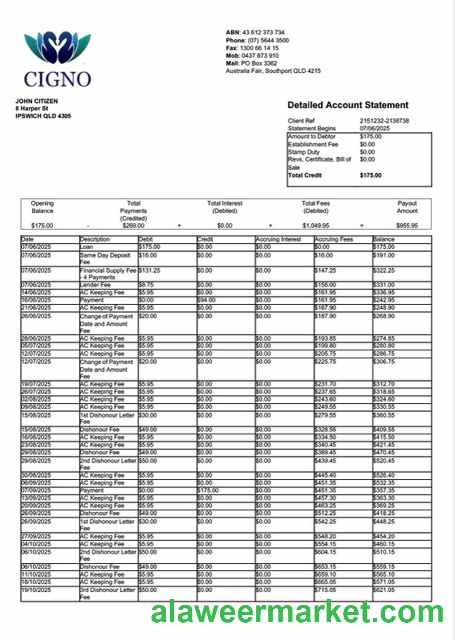 CIGNO
ABN: 43 612 373 734
Phone: (07) 5644 3500
Fax: 1300 66 14 15
Mob: 0437 873 910
Mail: PO Box 3362
Australia Fair, Southport QLD 4215
JOHN CITIZEN
8 Harper St
IPSWICH QLD 4305
Detailed Account Statement
Client Ref 2151232-2138738
Statement Begins 07/06/2025
Amount to Debtor $175.00
Establishment Fee $0.00
Stamp Duty $0.00
Revs, Certificate, Bill of Sale $0.00
Total Credit $175.00
Opening Balance Total Payments (Credited) Total Interest (Debited) Total Fees (Debited) Payout Amount
$175.00 - $269.00 + $0.00 + $1,049.95 = $955.95
Date Description Debit Credit Accruing Interest Accruing Fees Balance
07/06/2025 Loan $175.00 $0.00 $0.00 $0.00 $175.00
07/06/2025 Same Day Deposit Fee $16.00 $0.00 $0.00 $16.00 $191.00
07/06/2025 Financial Supply Fee - 4 Payments $131.25 $0.00 $0.00 $147.25 $322.25
07/06/2025 Lender Fee $8.75 $0.00 $0.00 $156.00 $331.00
14/06/2025 AC Keeping Fee $5.95 $0.00 $0.00 $161.95 $336.95
16/06/2025 Payment $0.00 $94.00 $0.00 $161.95 $242.95
21/06/2025 AC Keeping Fee $5.95 $0.00 $0.00 $167.90 $248.90
26/06/2025 Change of Payment Date and Amount Fee $20.00 $0.00 $0.00 $187.90 $268.90
28/06/2025 AC Keeping Fee $5.95 $0.00 $0.00 $193.85 $274.85
05/07/2025 AC Keeping Fee $5.95 $0.00 $0.00 $199.80 $280.80
12/07/2025 AC Keeping Fee $5.95 $0.00 $0.00 $205.75 $286.75
12/07/2025 Change of Payment Date and Amount Fee $20.00 $0.00 $0.00 $225.75 $306.75
19/07/2025 AC Keeping Fee $5.95 $0.00 $0.00 $231.70 $312.70
26/07/2025 AC Keeping Fee $5.95 $0.00 $0.00 $237.65 $318.65
02/08/2025 AC Keeping Fee $5.95 $0.00 $0.00 $243.60 $324.60
09/08/2025 AC Keeping Fee $5.95 $0.00 $0.00 $249.55 $330.55
15/08/2025 1st Dishonour Letter Fee $30.00 $0.00 $0.00 $279.55 $360.55
15/08/2025 Dishonour Fee $49.00 $0.00 $0.00 $328.55 $409.55
16/08/2025 AC Keeping Fee $5.95 $0.00 $0.00 $334.50 $415.50
23/08/2025 AC Keeping Fee $5.95 $0.00 $0.00 $340.45 $421.45
29/08/2025 Dishonour Fee $49.00 $0.00 $0.00 $389.45 $470.45
29/08/2025 2nd Dishonour Letter Fee $50.00 $0.00 $0.00 $439.45 $520.45
30/08/2025 AC Keeping Fee $5.95 $0.00 $0.00 $445.40 $526.40
06/09/2025 AC Keeping Fee $5.95 $0.00 $0.00 $451.35 $532.35
07/09/2025 Payment $0.00 $175.00 $0.00 $451.35 $357.35
13/09/2025 AC Keeping Fee $5.95 $0.00 $0.00 $457.30 $363.30
20/09/2025 AC Keeping Fee $5.95 $0.00 $0.00 $463.25 $369.25
26/09/2025 Dishonour Fee $49.00 $0.00 $0.00 $512.25 $418.25
26/09/2025 1st Dishonour Letter Fee $30.00 $0.00 $0.00 $542.25 $448.25
27/09/2025 AC Keeping Fee $5.95 $0.00 $0.00 $548.20 $454.20
04/10/2025 AC Keeping Fee $5.95 $0.00 $0.00 $554.15 $460.15
06/10/2025 2nd Dishonour Letter Fee $50.00 $0.00 $0.00 $604.15 $510.15
06/10/2025 Dishonour Fee $49.00 $0.00 $0.00 $653.15 $559.15
11/10/2025 AC Keeping Fee $5.95 $0.00 $0.00 $659.10 $565.10
18/10/2025 AC Keeping Fee $5.95 $0.00 $0.00 $665.05 $571.05
19/10/2025 3rd Dishonour Letter Fee $50.00 $0.00 $0.00 $715.05 $621.05
alaweermarket.com